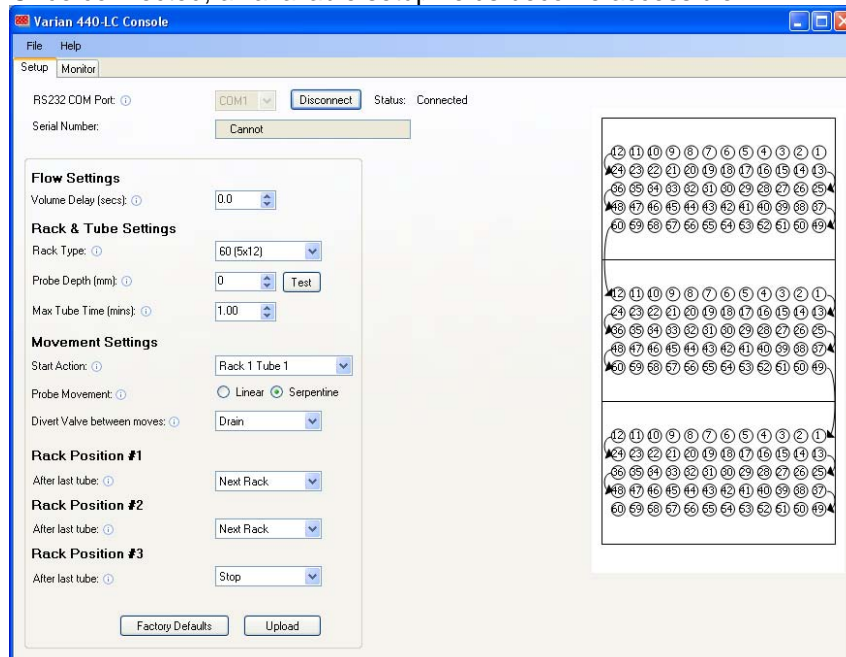 Varian 440-LC Console
File Help
Setup Monitor
RS232 COM Port: COM1 Disconnect Status: Connected
Serial Number: Cannot
Flow Settings
Volume Delay (secs): 0.0
Rack & Tube Settings
Rack Type: 60 (5x12)
Probe Depth (mm): 0 Test
Max Tube Time (mins): 1.00
Movement Settings
Start Action: Rack 1 Tube 1
Probe Movement: Linear Serpentine
Divert Valve between moves: Drain
Rack Position #1
After last tube: Next Rack
Rack Position #2
After last tube: Next Rack
Rack Position #3
After last tube: Stop
Factory Defaults Upload
12 11 10 9 8 7 6 5 4 3 2 1
24 23 22 21 20 19 18 17 16 15 14 13
36 35 34 33 32 31 30 29 28 27 26 25
48 47 46 45 44 43 42 41 40 39 38 37
60 59 58 57 56 55 54 53 52 51 50 49
12 11 10 9 8 7 6 5 4 3 2 1
24 23 22 21 20 19 18 17 16 15 14 13
36 35 34 33 32 31 30 29 28 27 26 25
48 47 46 45 44 43 42 41 40 39 38 37
60 59 58 57 56 55 54 53 52 51 50 49
12 11 10 9 8 7 6 5 4 3 2 1
24 23 22 21 20 19 18 17 16 15 14 13
36 35 34 33 32 31 30 29 28 27 26 25
48 47 46 45 44 43 42 41 40 39 38 37
60 59 58 57 56 55 54 53 52 51 50 49